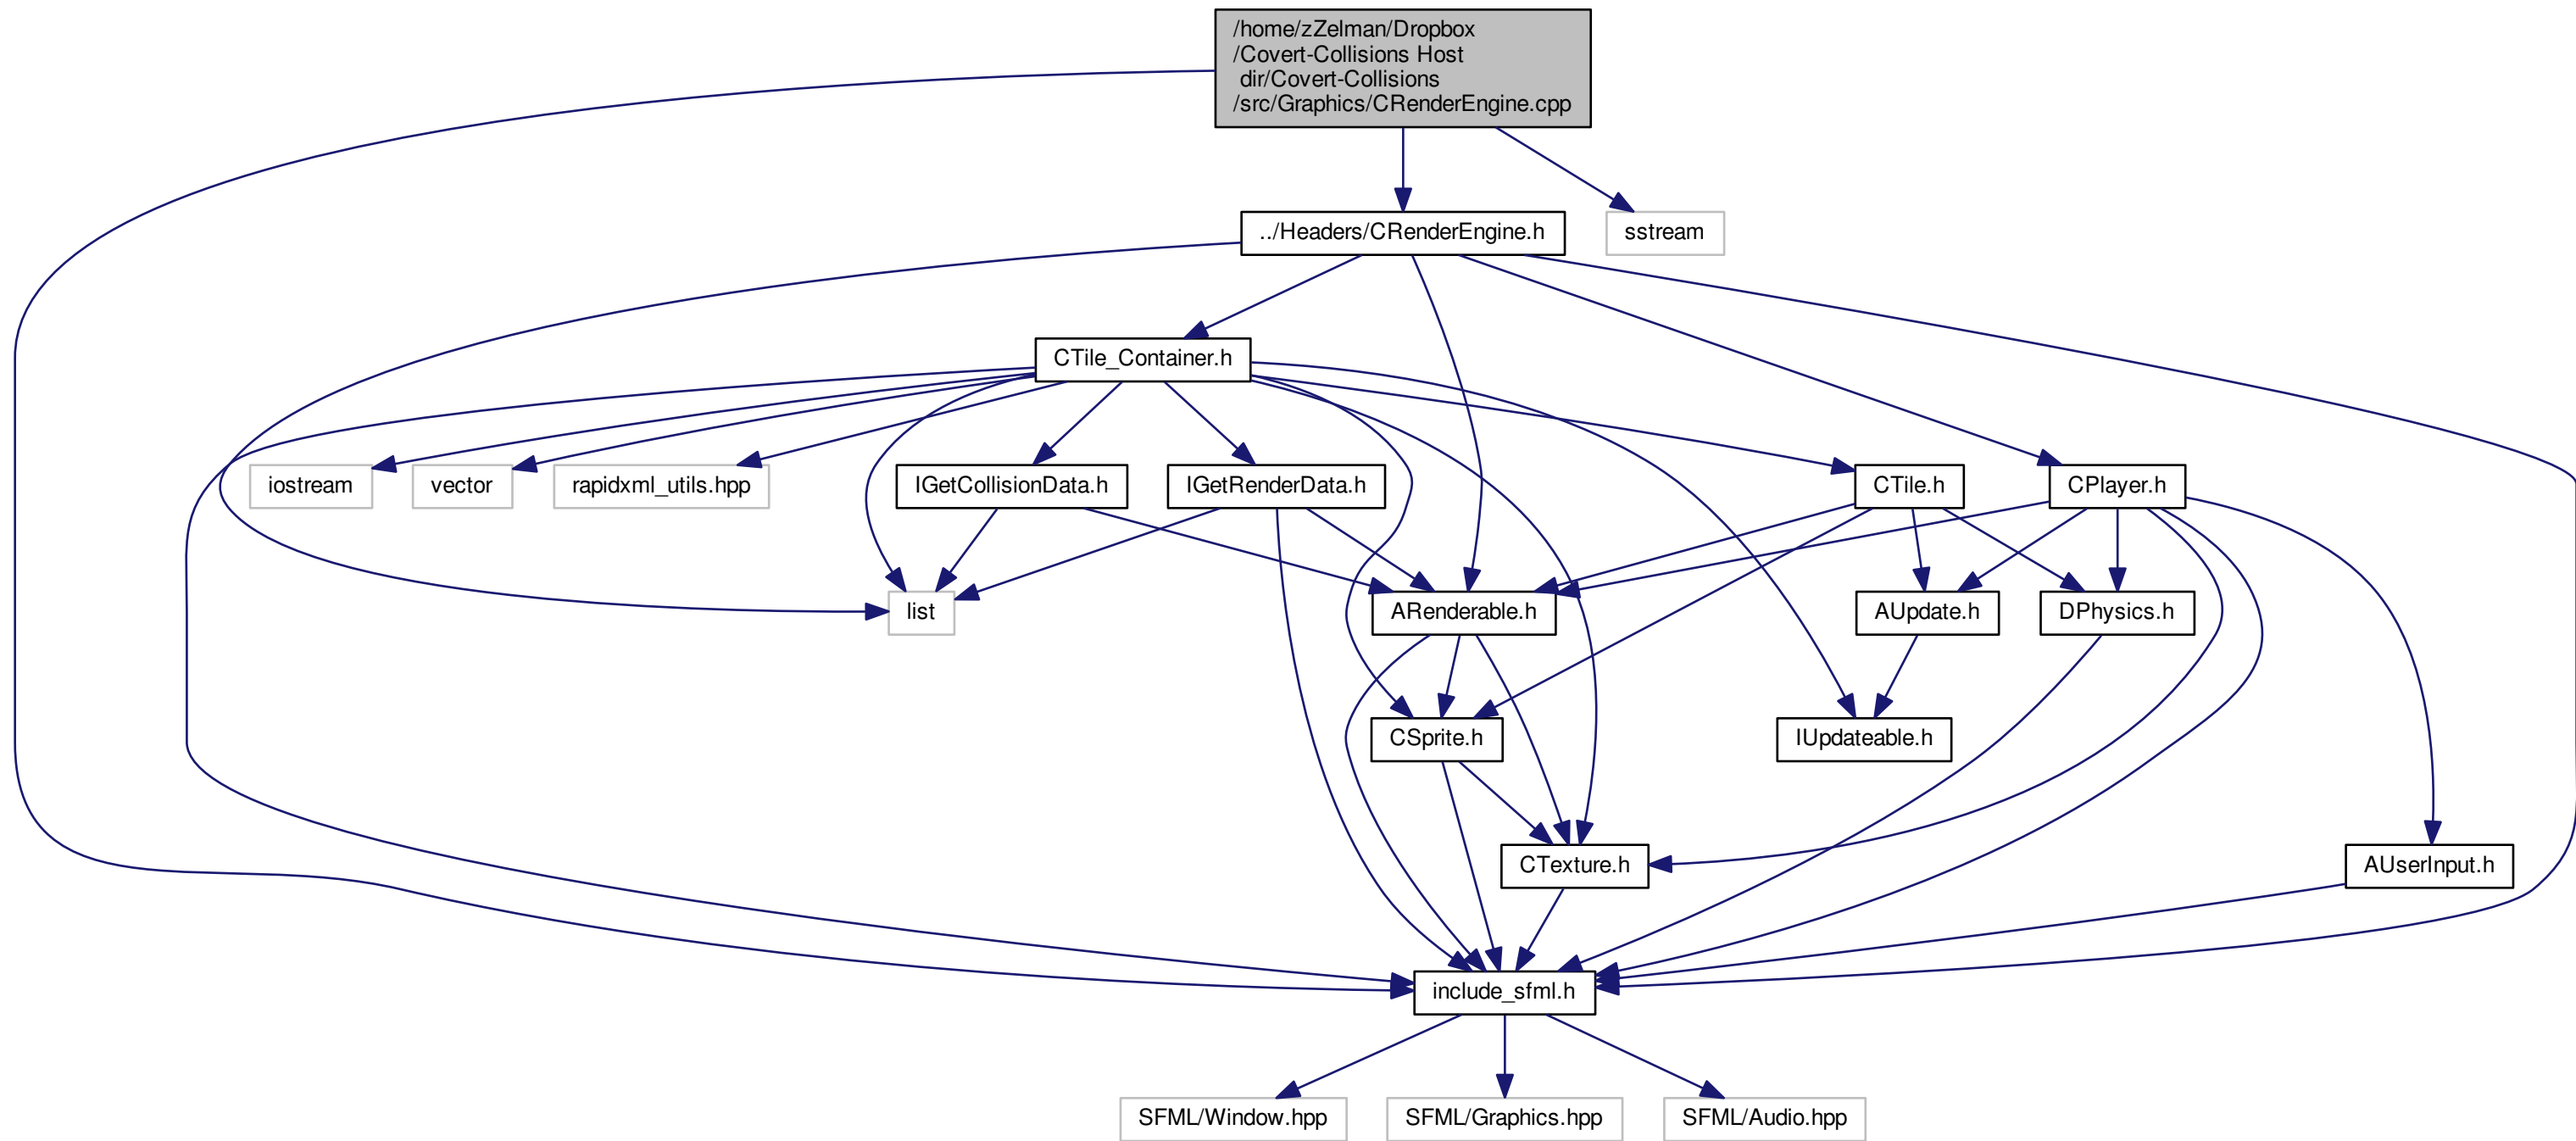 /home/zZelman/Dropbox
/Covert-Collisions Host
dir/Covert-Collisions
/src/Graphics/CRenderEngine.cpp
../Headers/CRenderEngine.h
sstream
CTile_Container.h
iostream
vector
rapidxml_utils.hpp
IGetCollisionData.h
IGetRenderData.h
CTile.h
CPlayer.h
list
ARenderable.h
AUpdate.h
DPhysics.h
CSprite.h
IUpdateable.h
CTexture.h
AUserInput.h
include_sfml.h
SFML/Window.hpp
SFML/Graphics.hpp
SFML/Audio.hpp